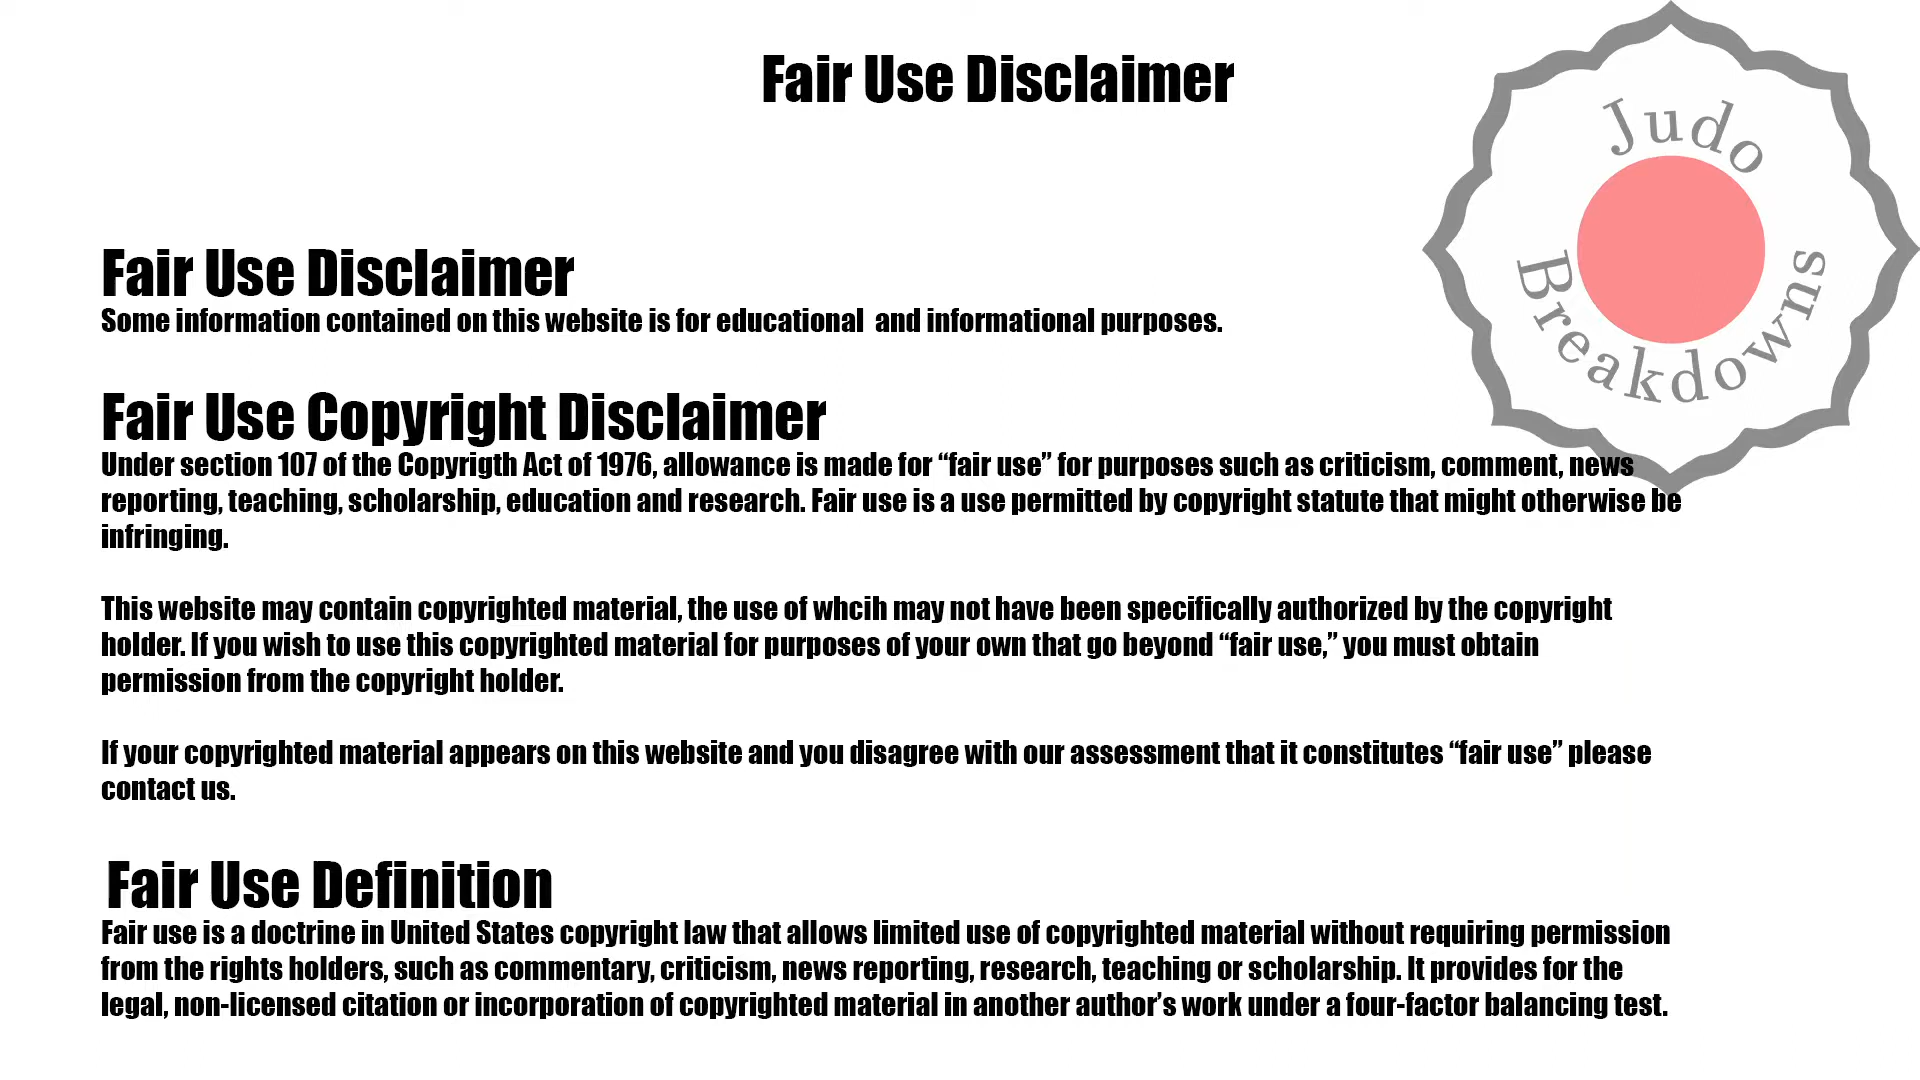 Fair Use Disclaimer
Judo
Breakdowns
Fair Use Disclaimer
Some information contained on this website is for educational  and informational purposes.
Fair Use Copyright Disclaimer
Under section 107 of the Copyrigth Act of 1976, allowance is made for “fair use” for purposes such as criticism, comment, news
reporting, teaching, scholarship, education and research. Fair use is a use permitted by copyright statute that might otherwise be
infringing.
This website may contain copyrighted material, the use of whcih may not have been specifically authorized by the copyright
holder. If you wish to use this copyrighted material for purposes of your own that go beyond “fair use,” you must obtain
permission from the copyright holder.
If your copyrighted material appears on this website and you disagree with our assessment that it constitutes “fair use” please
contact us.
Fair Use Definition
Fair use is a doctrine in United States copyright law that allows limited use of copyrighted material without requiring permission
from the rights holders, such as commentary, criticism, news reporting, research, teaching or scholarship. It provides for the
legal, non-licensed citation or incorporation of copyrighted material in another author’s work under a four-factor balancing test.